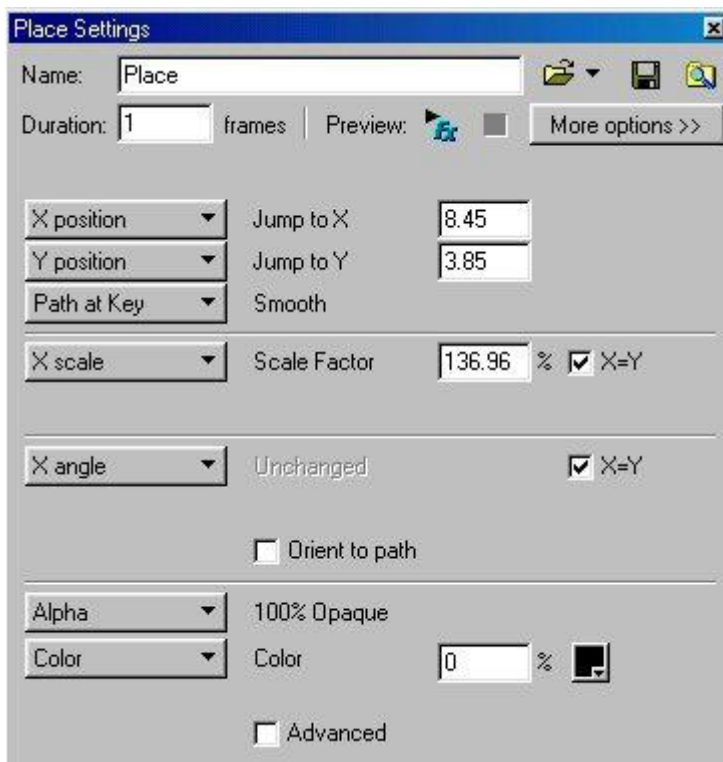 Place Settings
Name: Place
Duration: 1 frames Preview: fx More options >>
X position Jump to X 8.45
Y position Jump to Y 3.85
Path at Key Smooth
X scale Scale Factor 136.96 % X=Y
X angle Unchanged X=Y
Orient to path
Alpha 100% Opaque
Color Color 0 %
Advanced